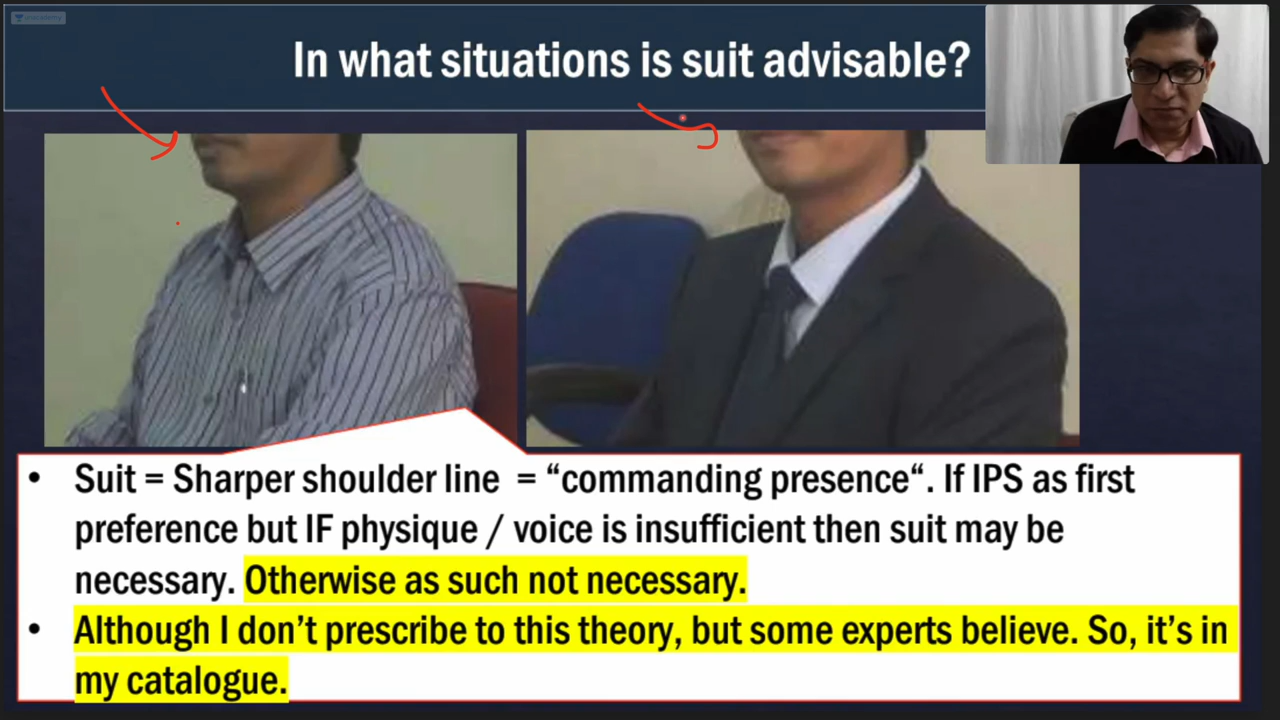 unacademy
In what situations is suit advisable?
• Suit = Sharper shoulder line = “commanding presence“. If IPS as first
preference but IF physique / voice is insufficient then suit may be
necessary. Otherwise as such not necessary.
• Although I don’t prescribe to this theory, but some experts believe. So, it’s in
my catalogue.